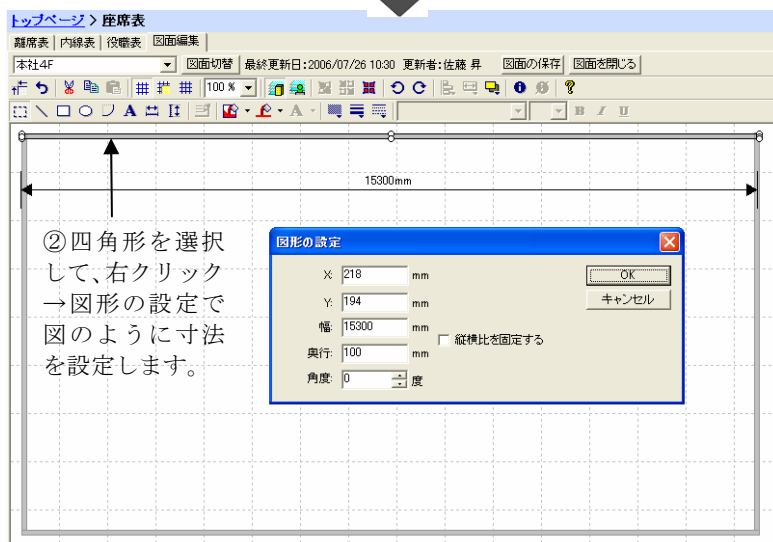 トップページ > 座席表
離席表 内線表 役職表 図面編集
本社4F 図面切替 最終更新日:2006/07/26 10:30 更新者:佐藤 昇 図面の保存 図面を閉じる
100 %
A A B I U
15300mm
②四角形を選択
して、右クリック
→図形の設定で
図のように寸法
を設定します。
図形の設定
X: 218 mm OK
Y: 194 mm キャンセル
幅: 15300 mm
縦横比を固定する
奥行: 100 mm
角度: 0 度